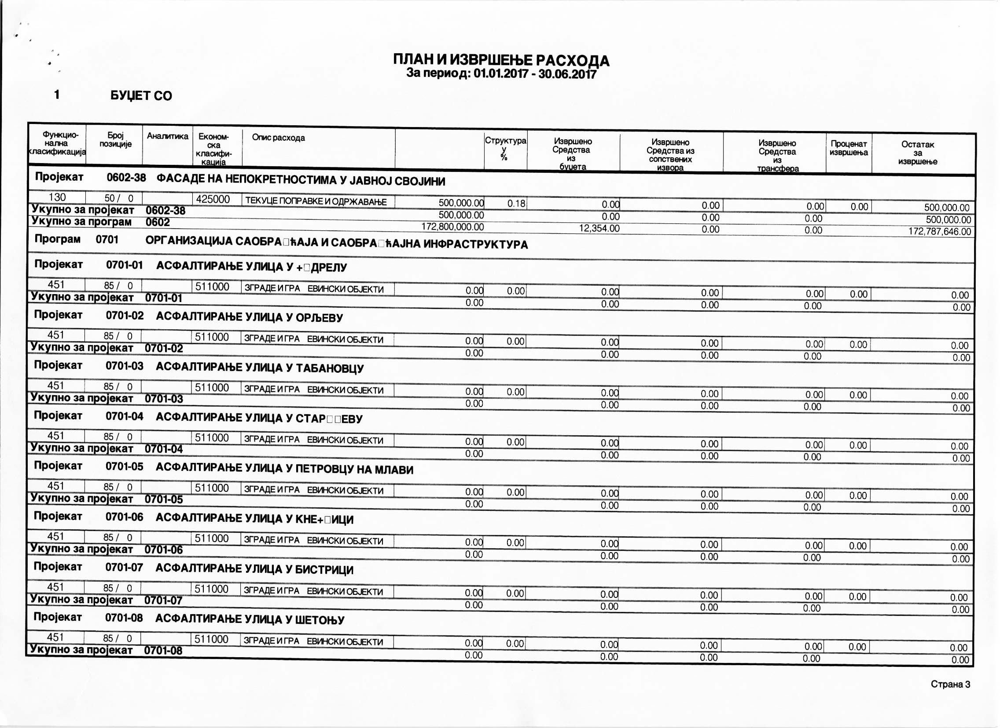 ПЛАН И ИЗВРШЕЊЕ РАСХОДА
За период: 01.01.2017 - 30.06.2017
1 БУЏЕТ СО
Функцио-нална класификација Број позиције Аналитика Економ-ска класифи-кација Опис расхода Структура у % Извршено Средства из буџета Извршено Средства из сопствених извора Извршено Средства из трансфера Проценат извршења Остатак за извршење
Пројекат 0602-38 ФАСАДЕ НА НЕПОКРЕТНОСТИМА У ЈАВНОЈ СВОЈИНИ
130 50 / 0 425000 ТЕКУЦЕ ПОПРАВКЕ И ОДРЖАВАЊЕ 500,000.00 0.18 0.00 0.00 0.00 0.00 500,000.00
Укупно за пројекат 0602-38 500,000.00 0.00 0.00 0.00 500,000.00
Укупно за програм 0602 172,800,000.00 12,354.00 0.00 0.00 172,787,646.00
Програм 0701 ОРГАНИЗАЦИЈА САОБРА□ћАЈА И САОБРА□ћАЈНА ИНФРАСТРУКТУРА
Пројекат 0701-01 АСФАЛТИРАЊЕ УЛИЦА У +□ДРЕЛУ
451 85 / 0 511000 ЗГРАДЕ И ГРА ЕВИНСКИ ОБЈЕКТИ 0.00 0.00 0.00 0.00 0.00 0.00 0.00
Укупно за пројекат 0701-01 0.00 0.00 0.00 0.00 0.00
Пројекат 0701-02 АСФАЛТИРАЊЕ УЛИЦА У ОРЉЕВУ
451 85 / 0 511000 ЗГРАДЕ И ГРА ЕВИНСКИ ОБЈЕКТИ 0.00 0.00 0.00 0.00 0.00 0.00 0.00
Укупно за пројекат 0701-02 0.00 0.00 0.00 0.00 0.00
Пројекат 0701-03 АСФАЛТИРАЊЕ УЛИЦА У ТАБАНОВЦУ
451 85 / 0 511000 ЗГРАДЕ И ГРА ЕВИНСКИ ОБЈЕКТИ 0.00 0.00 0.00 0.00 0.00 0.00 0.00
Укупно за пројекат 0701-03 0.00 0.00 0.00 0.00 0.00
Пројекат 0701-04 АСФАЛТИРАЊЕ УЛИЦА У СТАР□□ЕВУ
451 85 / 0 511000 ЗГРАДЕ И ГРА ЕВИНСКИ ОБЈЕКТИ 0.00 0.00 0.00 0.00 0.00 0.00 0.00
Укупно за пројекат 0701-04 0.00 0.00 0.00 0.00 0.00
Пројекат 0701-05 АСФАЛТИРАЊЕ УЛИЦА У ПЕТРОВЦУ НА МЛАВИ
451 85 / 0 511000 ЗГРАДЕ И ГРА ЕВИНСКИ ОБЈЕКТИ 0.00 0.00 0.00 0.00 0.00 0.00 0.00
Укупно за пројекат 0701-05 0.00 0.00 0.00 0.00 0.00
Пројекат 0701-06 АСФАЛТИРАЊЕ УЛИЦА У КНЕ+□ИЦИ
451 85 / 0 511000 ЗГРАДЕ И ГРА ЕВИНСКИ ОБЈЕКТИ 0.00 0.00 0.00 0.00 0.00 0.00 0.00
Укупно за пројекат 0701-06 0.00 0.00 0.00 0.00 0.00
Пројекат 0701-07 АСФАЛТИРАЊЕ УЛИЦА У БИСТРИЦИ
451 85 / 0 511000 ЗГРАДЕ И ГРА ЕВИНСКИ ОБЈЕКТИ 0.00 0.00 0.00 0.00 0.00 0.00 0.00
Укупно за пројекат 0701-07 0.00 0.00 0.00 0.00 0.00
Пројекат 0701-08 АСФАЛТИРАЊЕ УЛИЦА У ШЕТОЊУ
451 85 / 0 511000 ЗГРАДЕ И ГРА ЕВИНСКИ ОБЈЕКТИ 0.00 0.00 0.00 0.00 0.00 0.00 0.00
Укупно за пројекат 0701-08 0.00 0.00 0.00 0.00 0.00
Страна 3